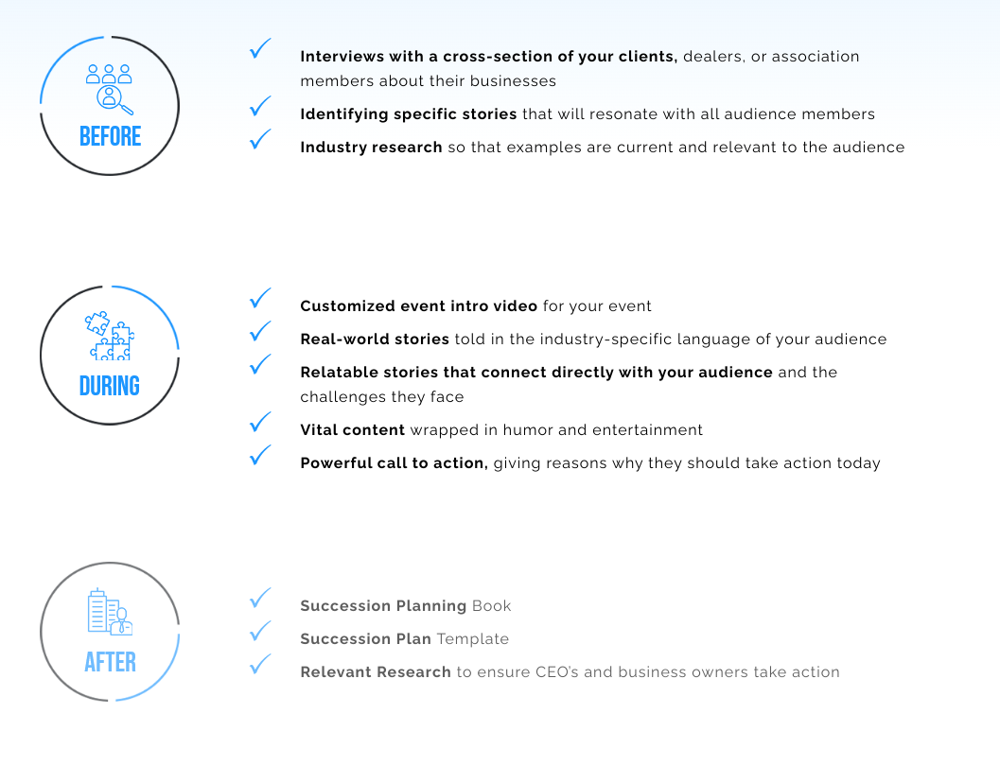 BEFORE
Interviews with a cross-section of your clients, dealers, or association
members about their businesses
Identifying specific stories that will resonate with all audience members
Industry research so that examples are current and relevant to the audience
DURING
Customized event intro video for your event
Real-world stories told in the industry-specific language of your audience
Relatable stories that connect directly with your audience and the
challenges they face
Vital content wrapped in humor and entertainment
Powerful call to action, giving reasons why they should take action today
AFTER
Succession Planning Book
Succession Plan Template
Relevant Research to ensure CEO's and business owners take action